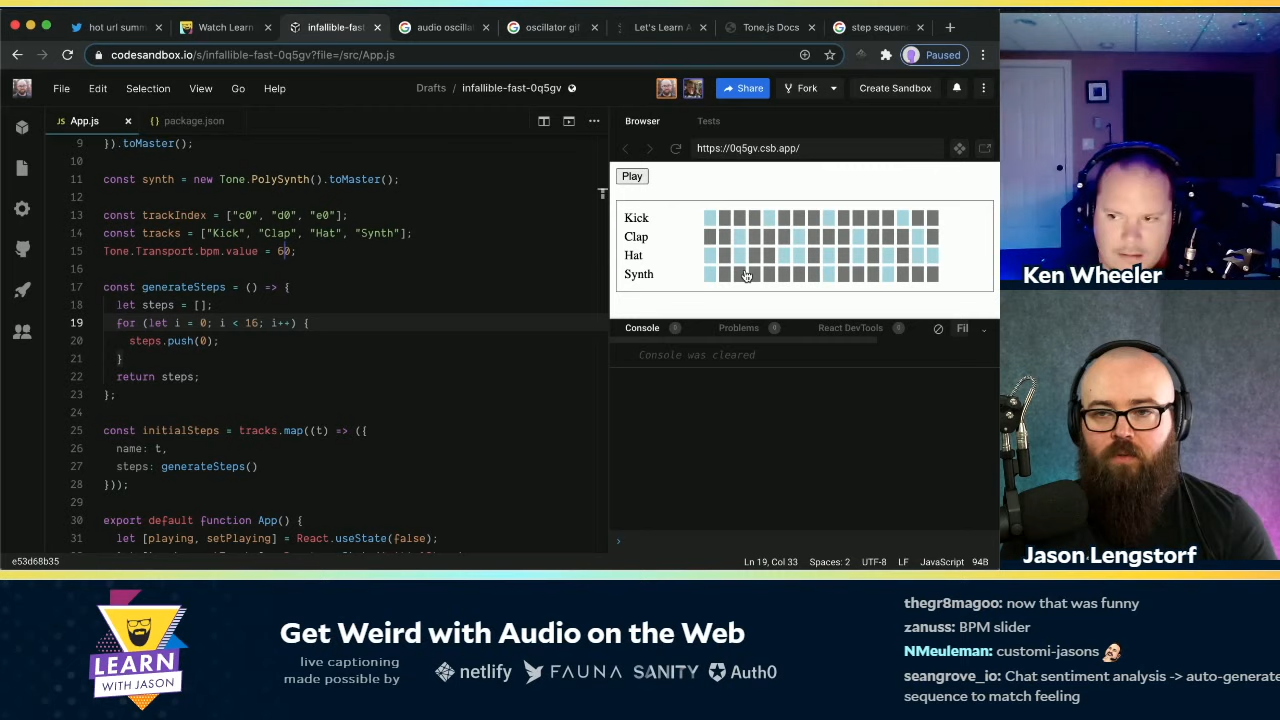 hot url summ
Watch Learn
infallible-fast-
audio oscillat
oscillator gif
Let's Learn A
Tone.js Docs
step sequen
codesandbox.io/s/infallible-fast-0q5gv?file=/src/App.js
Paused
File Edit Selection View Go Help
Drafts / infallible-fast-0q5gv
Share
Fork
Create Sandbox
JS App.js
{} package.json
Browser
Tests
https://0q5gv.csb.app/
9 }).toMaster();
10
11 const synth = new Tone.PolySynth().toMaster();
12
13 const trackIndex = ["c0", "d0", "e0"];
14 const tracks = ["Kick", "Clap", "Hat", "Synth"];
15 Tone.Transport.bpm.value = 60;
16
17 const generateSteps = () => {
18 let steps = [];
19 for (let i = 0; i < 16; i++) {
20 steps.push(0);
21 }
22 return steps;
23 };
24
25 const initialSteps = tracks.map((t) => ({
26 name: t,
27 steps: generateSteps()
28 }));
29
30 export default function App() {
31 let [playing, setPlaying] = React.useState(false);
e53d68b35
Play
Kick
Clap
Hat
Synth
Console 0
Problems 0
React DevTools 0
Fil
Console was cleared
›
Ln 19, Col 33 Spaces: 2 UTF-8 LF JavaScript 94B
Ken Wheeler
Jason Lengstorf
LEARN
WITH JASON
Get Weird with Audio on the Web
live captioning
made possible by
netlify
FAUNA
SANITY
Auth0
thegr8magoo: now that was funny
zanuss: BPM slider
NMeuleman: customi-jasons
seangrove_io: Chat sentiment analysis -> auto-generate
sequence to match feeling